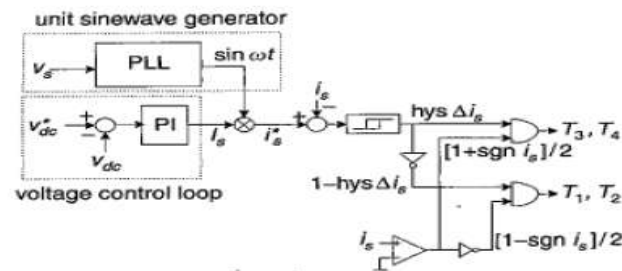 unit sinewave generator
PLL
sin ωt
v_s
i_s
v*_dc
+
−
PI
I_s
i*_s
+
−
hys Δi_s
T_3, T_4
[1+sgn i_s]/2
v_dc
1−hys Δi_s
T_1, T_2
voltage control loop
i_s
+
−
[1−sgn i_s]/2